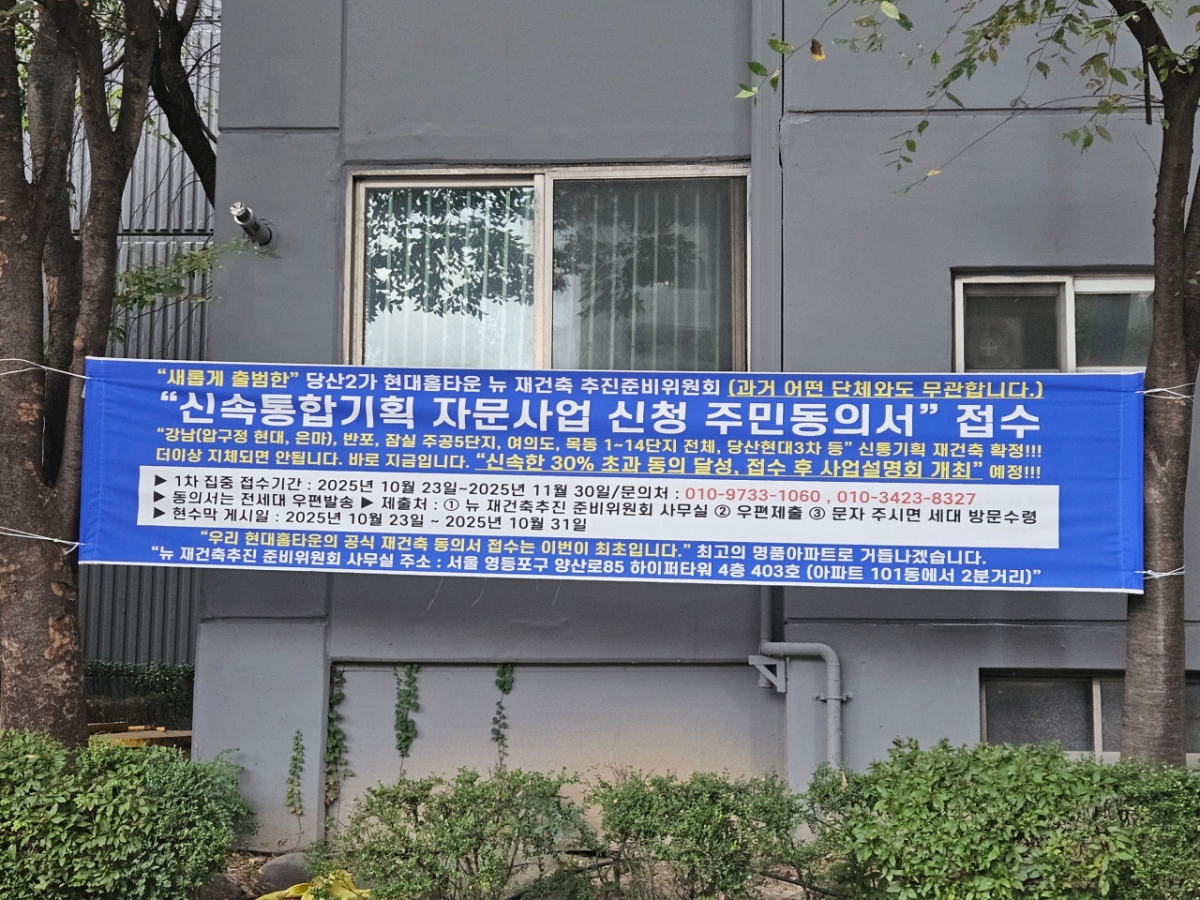 “새롭게 출범한” 당산2가 현대홈타운 뉴 재건축 추진준비위원회 (과거 어떤 단체와도 무관합니다.)
“신속통합기획 자문사업 신청 주민동의서” 접수
“강남(압구정 현대, 은마), 반포, 잠실 주공5단지, 여의도, 목동 1~14단지 전체, 당산현대3차 등” 신통기획 재건축 확정!!!
더이상 지체되면 안됩니다. 바로 지금입니다. “신속한 30% 초과 동의 달성, 접수 후 사업설명회 개최” 예정!!!
▶ 1차 집중 접수기간 : 2025년 10월 23일~2025년 11월 30일/문의처 : 010-9733-1060 , 010-3423-8327
▶ 동의서는 전세대 우편발송 ▶ 제출처 : ① 뉴 재건축추진 준비위원회 사무실 ② 우편제출 ③ 문자 주시면 세대 방문수령
▶ 현수막 게시일 : 2025년 10월 23일 ~ 2025년 10월 31일
“우리 현대홈타운의 공식 재건축 동의서 접수는 이번이 최초입니다.” 최고의 명품아파트로 거듭나겠습니다.
“뉴 재건축추진 준비위원회 사무실 주소 : 서울 영등포구 양산로85 하이퍼타워 4층 403호 (아파트 101동에서 2분거리)”